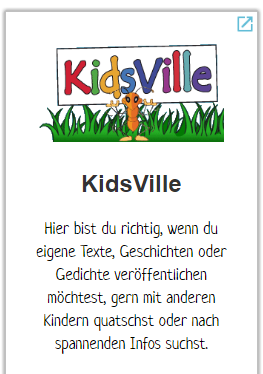 KidsVille
KidsVille
Hier bist du richtig, wenn du
eigene Texte, Geschichten oder
Gedichte veröffentlichen
möchtest, gern mit anderen
Kindern quatschst oder nach
spannenden Infos suchst.